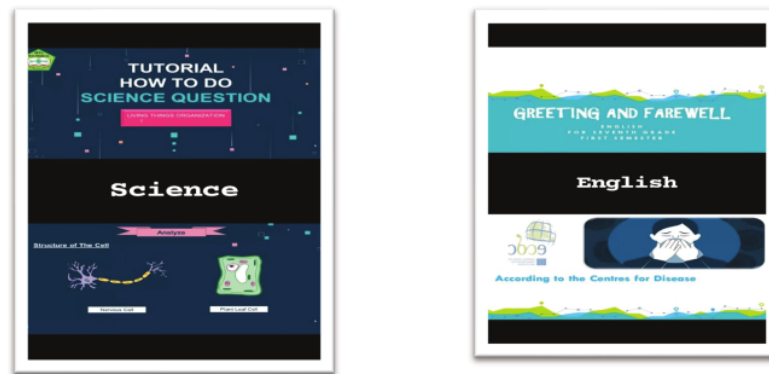 TUTORIAL
HOW TO DO
SCIENCE QUESTION
LIVING THINGS ORGANIZATION
Science
Analyze
Structure of The Cell
Nervous Cell
Plant Leaf Cell
GREETING AND FAREWELL
ENGLISH
FOR SEVENTH GRADE
FIRST SEMESTER
English
ecdc
According to the Centres for Disease